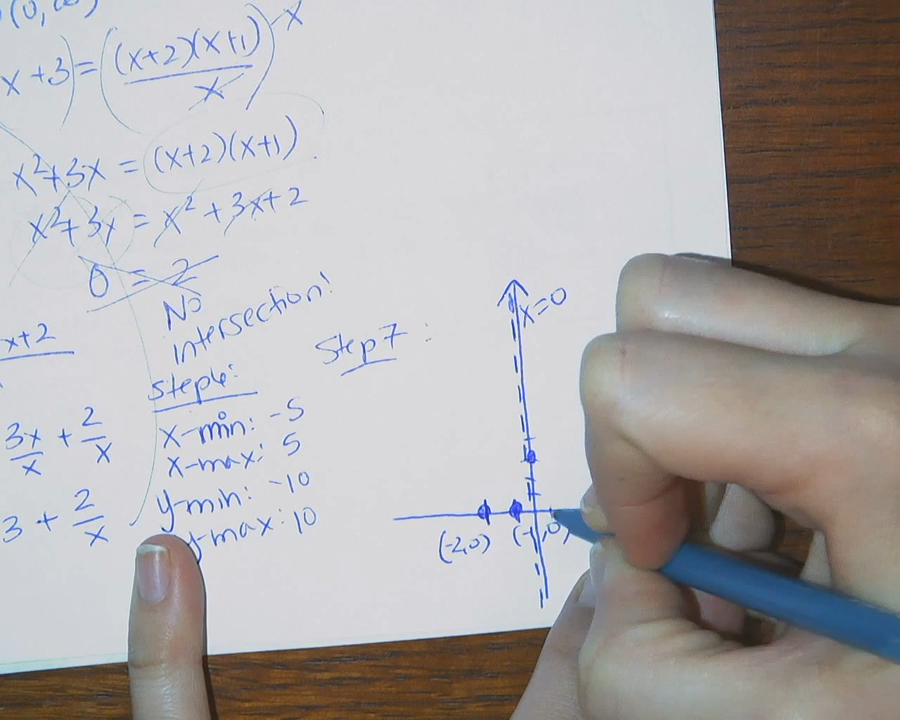 (0, ∞)
x + 3) = ((x+2)(x+1) / x)-x
x² + 3x = (x+2)(x+1)
x² + 3x = x² + 3x + 2
0 = 2
No
intersection!
x+2
step 6:
Step 7:
x-min: -5
3x/x + 2/x
x-max: 5
y-min: -10
3 + 2/x
y-max: 10
x=0
(-2,0) (-1,0)